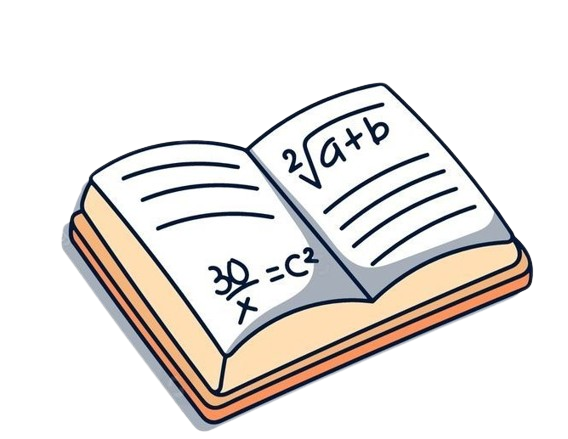 30/x = c²
²√a+b